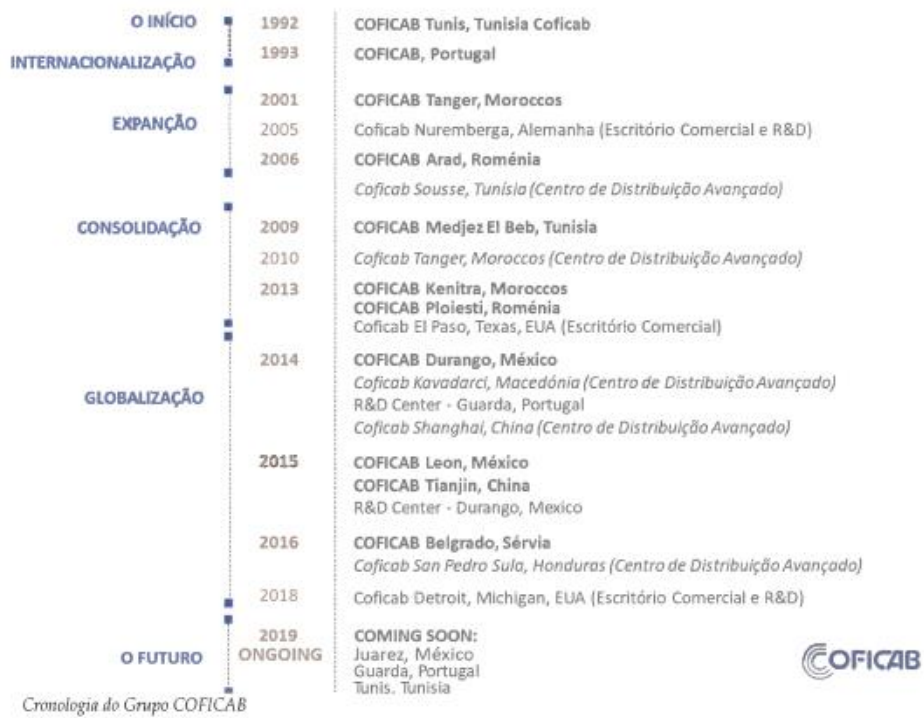 O INÍCIO 1992 COFICAB Tunis, Tunisia Coficab
INTERNACIONALIZAÇÃO 1993 COFICAB, Portugal
EXPANÇÃO
2001 COFICAB Tanger, Moroccos
2005 Coficab Nuremberga, Alemanha (Escritório Comercial e R&D)
2006 COFICAB Arad, Roménia
Coficab Sousse, Tunísia (Centro de Distribuição Avançado)
CONSOLIDAÇÃO 2009 COFICAB Medjez El Beb, Tunisia
2010 Coficab Tanger, Moroccos (Centro de Distribuição Avançado)
2013 COFICAB Kenitra, Moroccos
COFICAB Ploiesti, Roménia
Coficab El Paso, Texas, EUA (Escritório Comercial)
GLOBALIZAÇÃO
2014 COFICAB Durango, México
Coficab Kavadarci, Macedónia (Centro de Distribuição Avançado)
R&D Center - Guarda, Portugal
Coficab Shanghai, China (Centro de Distribuição Avançado)
2015 COFICAB Leon, México
COFICAB Tianjin, China
R&D Center - Durango, Mexico
2016 COFICAB Belgrado, Sérvia
Coficab San Pedro Sula, Honduras (Centro de Distribuição Avançado)
2018 Coficab Detroit, Michigan, EUA (Escritório Comercial e R&D)
O FUTURO
2019 COMING SOON:
ONGOING Juarez, México
Guarda, Portugal
Tunis, Tunisia
COFICAB
Cronologia do Grupo COFICAB